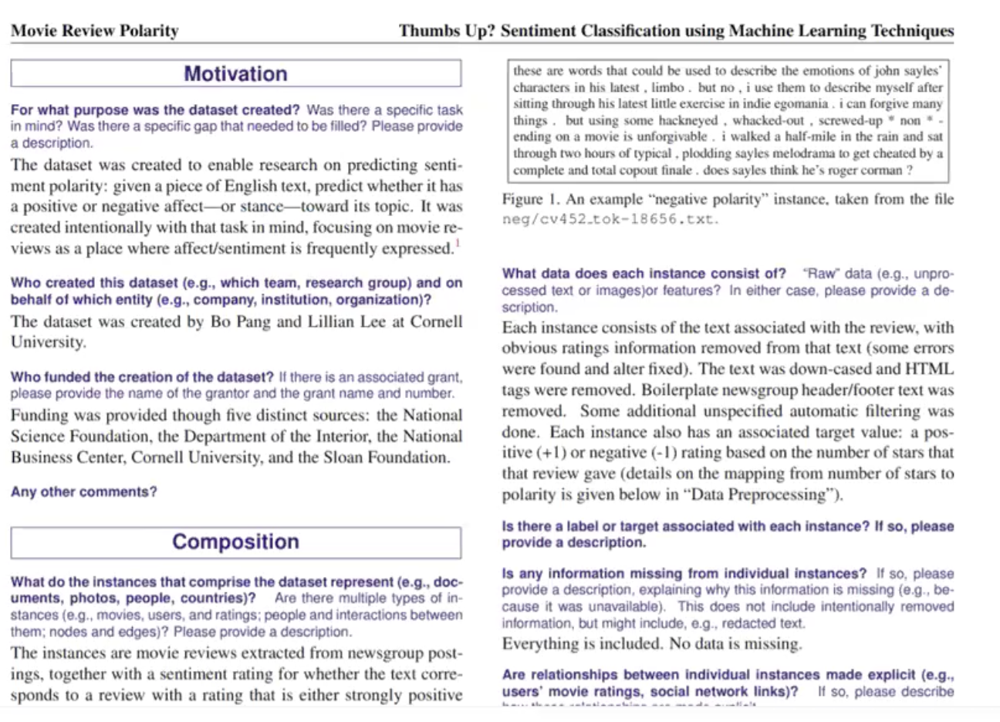 Movie Review Polarity
Thumbs Up? Sentiment Classification using Machine Learning Techniques
Motivation
For what purpose was the dataset created? Was there a specific task
in mind? Was there a specific gap that needed to be filled? Please provide
a description.
The dataset was created to enable research on predicting senti-
ment polarity: given a piece of English text, predict whether it has
a positive or negative affect—or stance—toward its topic. It was
created intentionally with that task in mind, focusing on movie re-
views as a place where affect/sentiment is frequently expressed.1
Who created this dataset (e.g., which team, research group) and on
behalf of which entity (e.g., company, institution, organization)?
The dataset was created by Bo Pang and Lillian Lee at Cornell
University.
Who funded the creation of the dataset? If there is an associated grant,
please provide the name of the grantor and the grant name and number.
Funding was provided though five distinct sources: the National
Science Foundation, the Department of the Interior, the National
Business Center, Cornell University, and the Sloan Foundation.
Any other comments?
Composition
What do the instances that comprise the dataset represent (e.g., doc-
uments, photos, people, countries)? Are there multiple types of in-
stances (e.g., movies, users, and ratings; people and interactions between
them; nodes and edges)? Please provide a description.
The instances are movie reviews extracted from newsgroup post-
ings, together with a sentiment rating for whether the text corre-
sponds to a review with a rating that is either strongly positive
these are words that could be used to describe the emotions of john sayles'
characters in his latest , limbo . but no , i use them to describe myself after
sitting through his latest little exercise in indie egomania . i can forgive many
things . but using some hackneyed , whacked-out , screwed-up * non * -
ending on a movie is unforgivable . i walked a half-mile in the rain and sat
through two hours of typical , plodding sayles melodrama to get cheated by a
complete and total copout finale . does sayles think he's roger corman ?
Figure 1. An example “negative polarity” instance, taken from the file
neg/cv452_tok-18656.txt.
What data does each instance consist of? “Raw” data (e.g., unpro-
cessed text or images)or features? In either case, please provide a de-
scription.
Each instance consists of the text associated with the review, with
obvious ratings information removed from that text (some errors
were found and alter fixed). The text was down-cased and HTML
tags were removed. Boilerplate newsgroup header/footer text was
removed. Some additional unspecified automatic filtering was
done. Each instance also has an associated target value: a pos-
itive (+1) or negative (-1) rating based on the number of stars that
that review gave (details on the mapping from number of stars to
polarity is given below in “Data Preprocessing”).
Is there a label or target associated with each instance? If so, please
provide a description.
Is any information missing from individual instances? If so, please
provide a description, explaining why this information is missing (e.g., be-
cause it was unavailable). This does not include intentionally removed
information, but might include, e.g., redacted text.
Everything is included. No data is missing.
Are relationships between individual instances made explicit (e.g.,
users' movie ratings, social network links)? If so, please describe